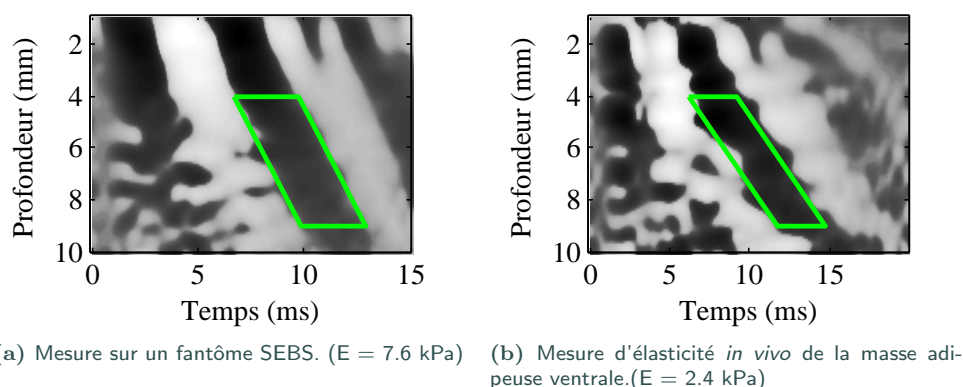 Profondeur (mm)
2
4
6
8
10
0
5
10
15
Temps (ms)
(a) Mesure sur un fantôme SEBS. (E = 7.6 kPa)
Profondeur (mm)
2
4
6
8
10
0
5
10
15
Temps (ms)
(b) Mesure d'élasticité in vivo de la masse adi-
peuse ventrale.(E = 2.4 kPa)